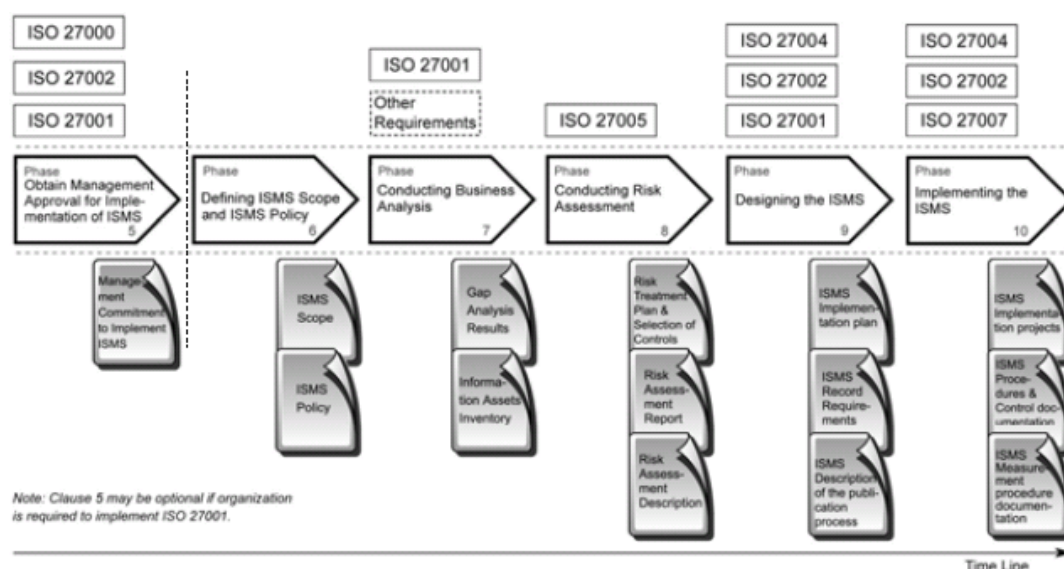 ISO 27000
ISO 27002
ISO 27001
ISO 27001
Other
Requirements
ISO 27005
ISO 27004
ISO 27002
ISO 27001
ISO 27004
ISO 27002
ISO 27007
Phase
Obtain Management
Approval for Imple-
mentation of ISMS
5
Phase
Defining ISMS Scope
and ISMS Policy
6
Phase
Conducting Business
Analysis
7
Phase
Conducting Risk
Assessment
8
Phase
Designing the ISMS
9
Phase
Implementing the
ISMS
10
Manage-
ment
Commitment
to Implement
ISMS
ISMS
Scope
ISMS
Policy
Gap
Analysis
Results
Informa-
tion Assets
Inventory
Risk
Treatment
Plan &
Selection of
Controls
Risk
Assess-
ment
Report
Risk
Assess-
ment
Description
ISMS
Implemen-
tation plan
ISMS
Record
Require-
ments
ISMS
Description
of the publi-
cation
process
ISMS
Implementa-
tion projects
ISMS
Proce-
dures &
Control doc-
umentation
ISMS
Measure-
ment
procedure
documen-
tation
Note: Clause 5 may be optional if organization
is required to implement ISO 27001.
Time Line